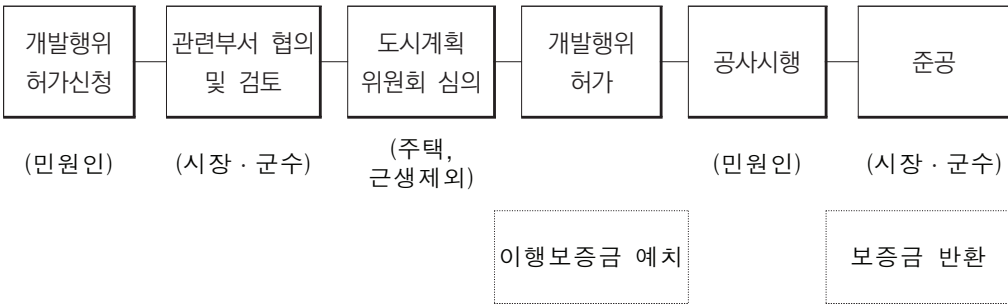 개발행위
허가신청
관련부서 협의
및 검토
도시계획
위원회 심의
개발행위
허가
공사시행
준공
(민원인)
(시장 · 군수)
(주택,
근생제외)
(민원인)
(시장 · 군수)
이행보증금 예치
보증금 반환